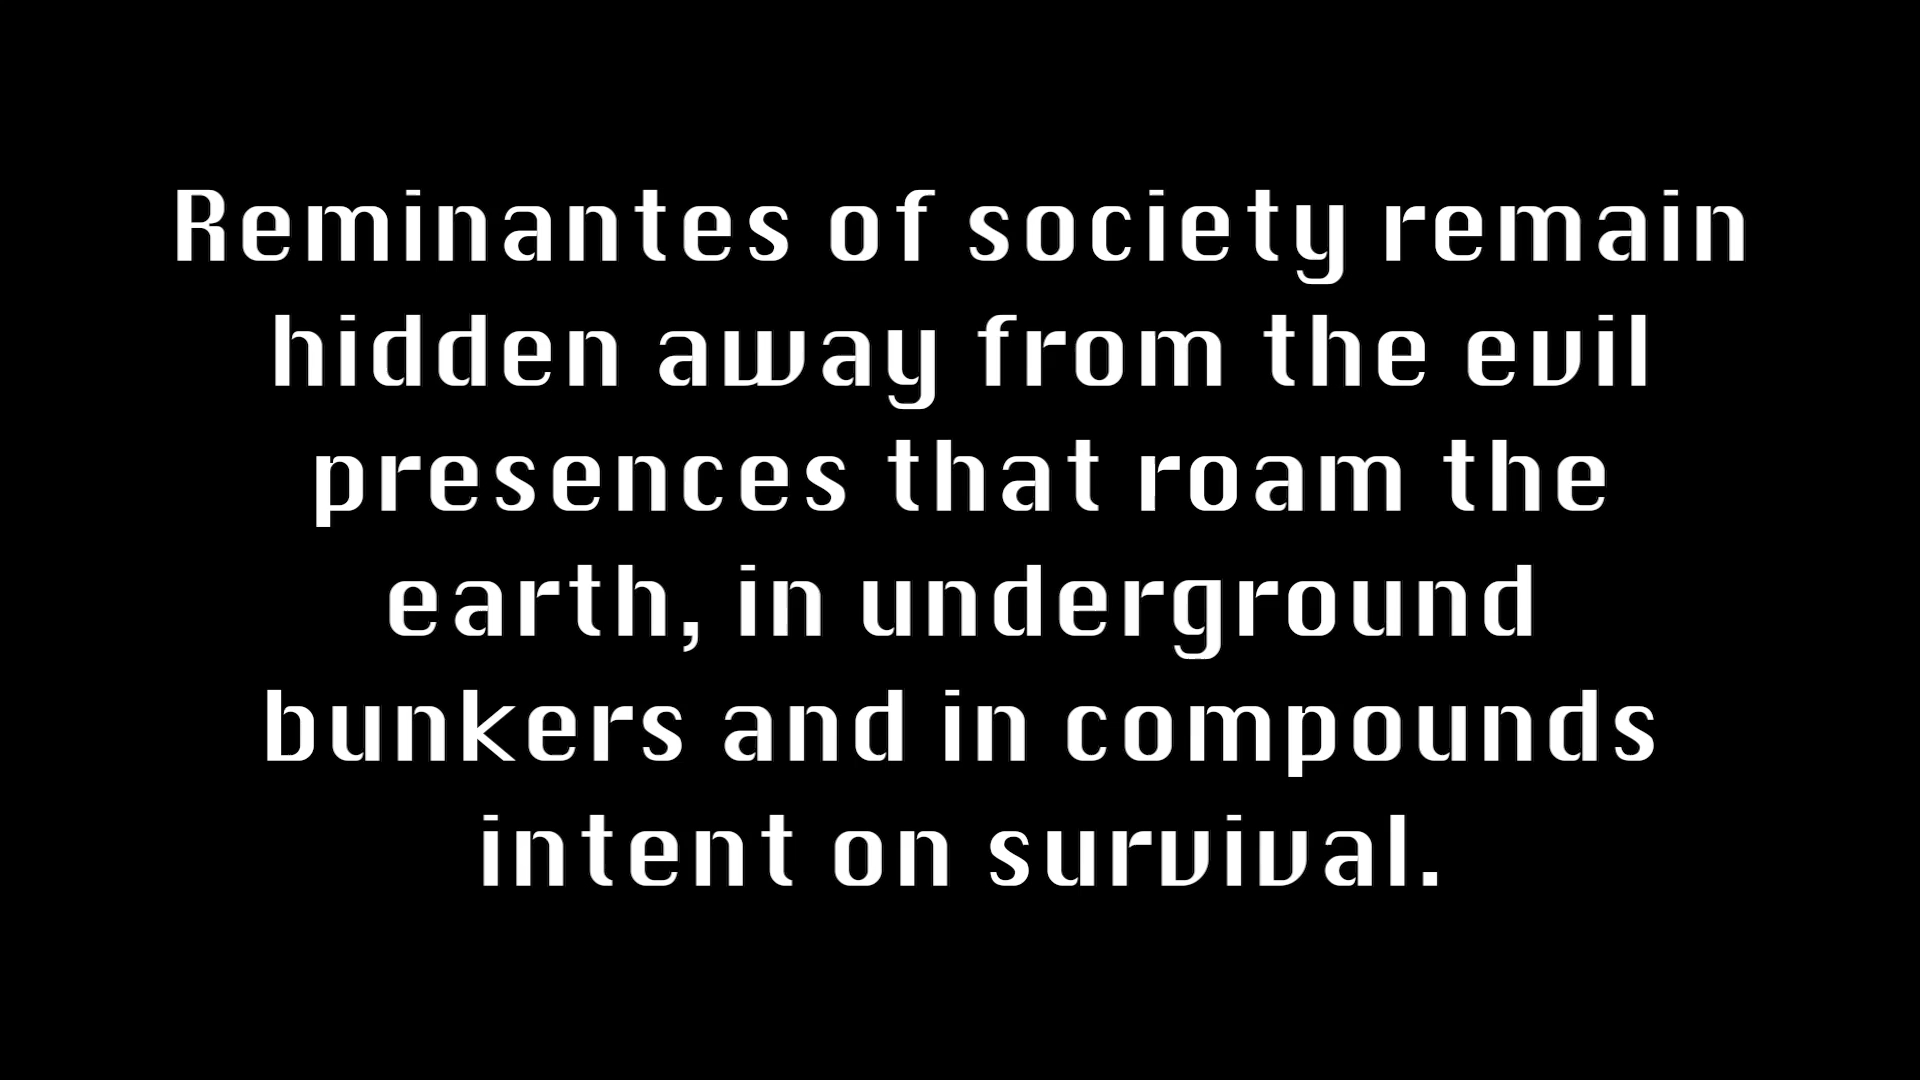 Reminantes of society remain
hidden away from the evil
presences that roam the
earth, in underground
bunkers and in compounds
intent on survival.